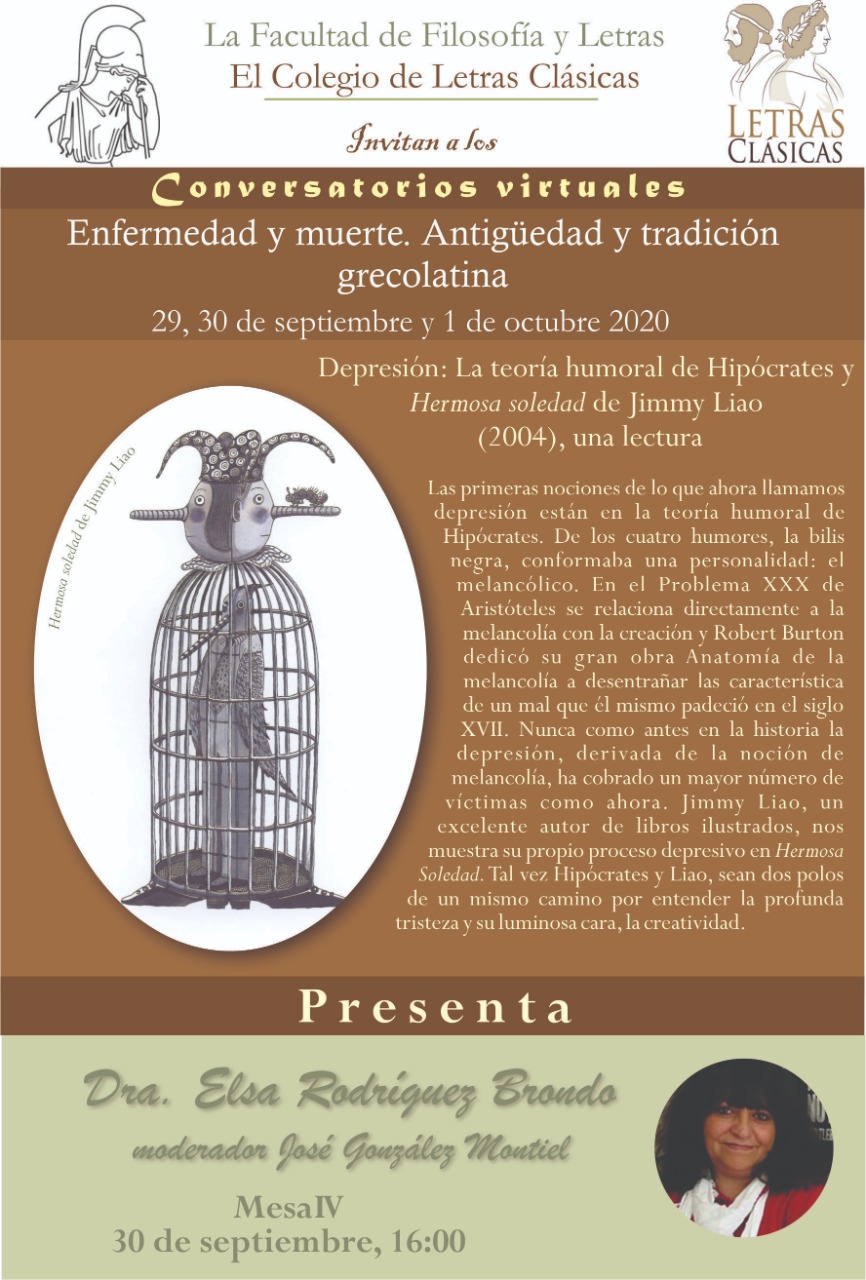 La Facultad de Filosofía y Letras
El Colegio de Letras Clásicas
Invitan a los
LETRAS
CLÁSICAS
Conversatorios virtuales
Enfermedad y muerte. Antigüedad y tradición
grecolatina
29, 30 de septiembre y 1 de octubre 2020
Depresión: La teoría humoral de Hipócrates y
Hermosa soledad de Jimmy Liao
(2004), una lectura
Hermosa soledad de Jimmy Liao
Las primeras nociones de lo que ahora llamamos
depresión están en la teoría humoral de
Hipócrates. De los cuatro humores, la bilis
negra, conformaba una personalidad: el
melancólico. En el Problema XXX de
Aristóteles se relaciona directamente a la
melancolía con la creación y Robert Burton
dedicó su gran obra Anatomía de la
melancolía a desentrañar las característica
de un mal que él mismo padeció en el siglo
XVII. Nunca como antes en la historia la
depresión, derivada de la noción de
melancolía, ha cobrado un mayor número de
víctimas como ahora. Jimmy Liao, un
excelente autor de libros ilustrados, nos
muestra su propio proceso depresivo en Hermosa
Soledad. Tal vez Hipócrates y Liao, sean dos polos
de un mismo camino por entender la profunda
tristeza y su luminosa cara, la creatividad.
Presenta
Dra. Elsa Rodríguez Brondo
moderador José González Montiel
MesaIV
30 de septiembre, 16:00